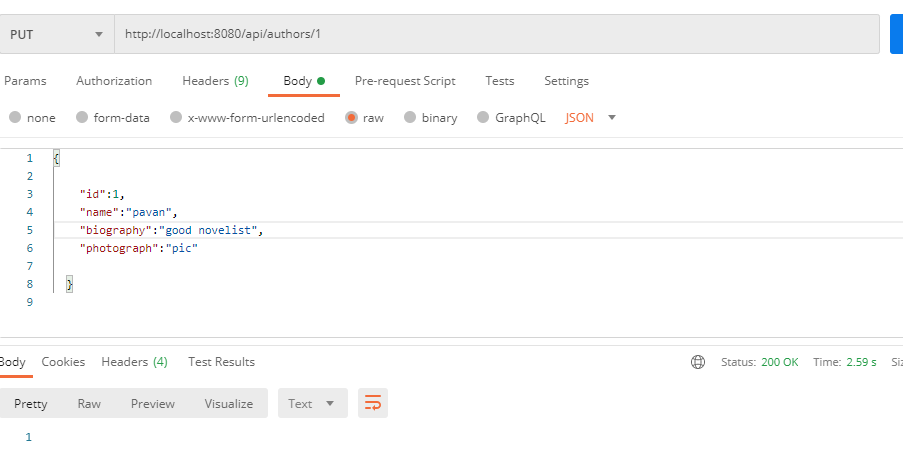 PUT http://localhost:8080/api/authors/1
Params Authorization Headers (9) Body Pre-request Script Tests Settings
none form-data x-www-form-urlencoded raw binary GraphQL JSON
1 {
2
3 "id":1,
4 "name":"pavan",
5 "biography":"good novelist",
6 "photograph":"pic"
7
8 }
9
Body Cookies Headers (4) Test Results Status: 200 OK Time: 2.59 s
Pretty Raw Preview Visualize Text
1